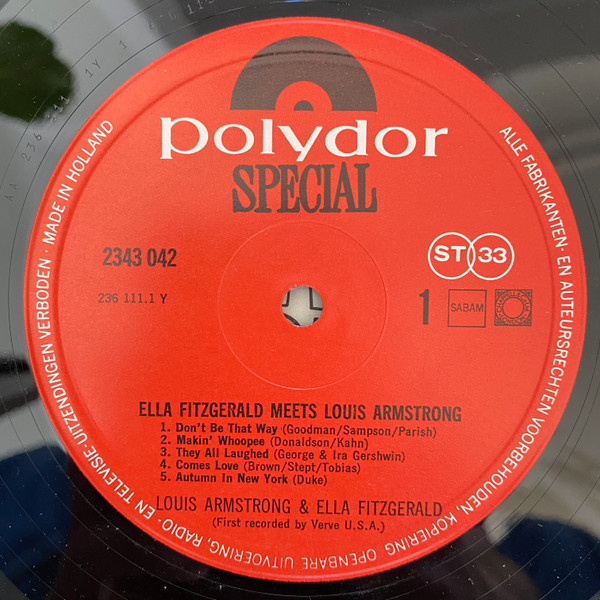 polydor
SPECIAL
2343 042
236 111.1 Y
ST 33
1
SABAM
ELLA FITZGERALD MEETS LOUIS ARMSTRONG
1. Don't Be That Way (Goodman/Sampson/Parish)
2. Makin' Whoopee (Donaldson/Kahn)
3. They All Laughed (George & Ira Gershwin)
4. Comes Love (Brown/Stept/Tobias)
5. Autumn In New York (Duke)
LOUIS ARMSTRONG & ELLA FITZGERALD
(First recorded by Verve U.S.A.)
ALLE FABRIKANTEN- EN AUTEURSRECHTEN VOORBEHOUDEN, KOPIERING, OPENBARE UITVOERING, RADIO- EN TELEVISIE-UITZENDINGEN VERBODEN · MADE IN HOLLAND